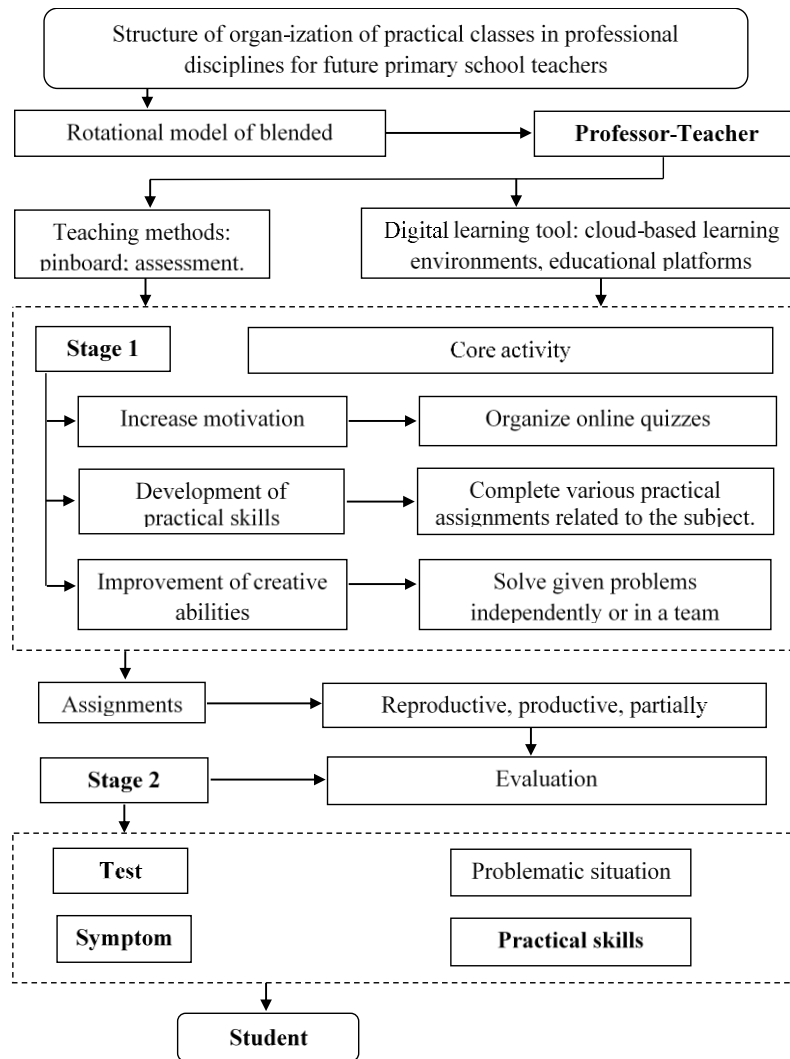 Structure of organ-ization of practical classes in professional
disciplines for future primary school teachers
Rotational model of blended
Professor-Teacher
Teaching methods:
pinboard; assessment.
Digital learning tool: cloud-based learning
environments, educational platforms
Stage 1
Core activity
Increase motivation
Organize online quizzes
Development of
practical skills
Complete various practical
assignments related to the subject.
Improvement of creative
abilities
Solve given problems
independently or in a team
Assignments
Reproductive, productive, partially
Stage 2
Evaluation
Test
Problematic situation
Symptom
Practical skills
Student